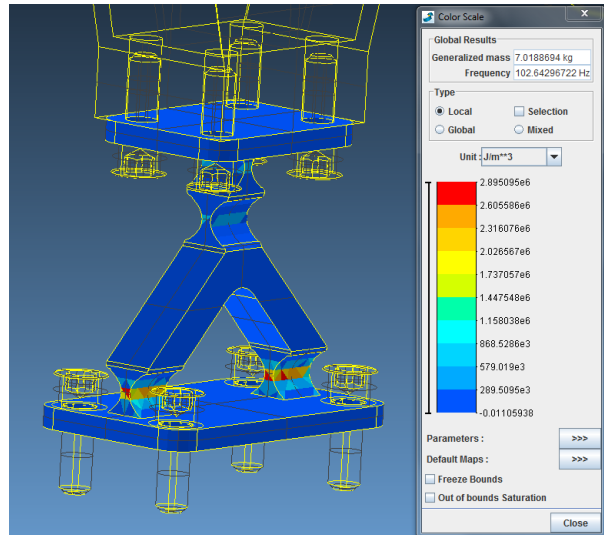 Color Scale
x
Global Results
Generalized mass 7.0188694 kg
Frequency 102.64296722 Hz
Type
Local Selection
Global Mixed
Unit : J/m**3
2.895095e6
2.605586e6
2.316076e6
2.026567e6
1.737057e6
1.447548e6
1.158038e6
868.5286e3
579.019e3
289.5095e3
-0.01105938
Parameters : >>>
Default Maps : >>>
Freeze Bounds
Out of bounds Saturation
Close